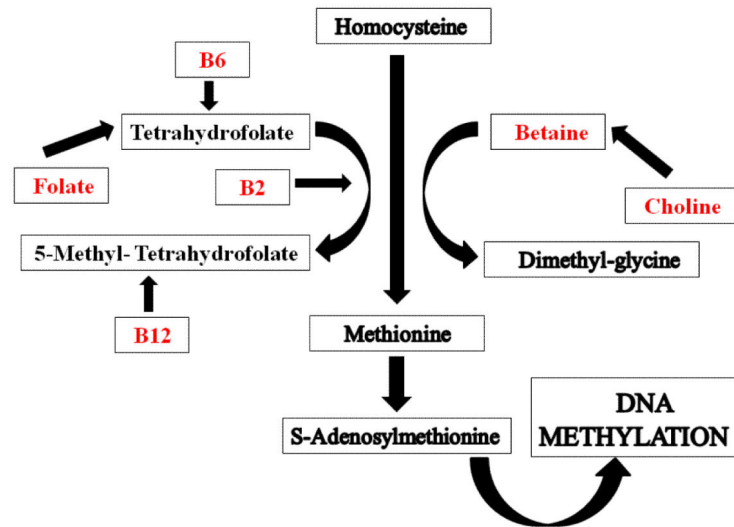 Homocysteine
B6
Tetrahydrofolate
Betaine
Folate
B2
Choline
5-Methyl- Tetrahydrofolate
Dimethyl-glycine
B12
Methionine
S-Adenosylmethionine
DNA
METHYLATION